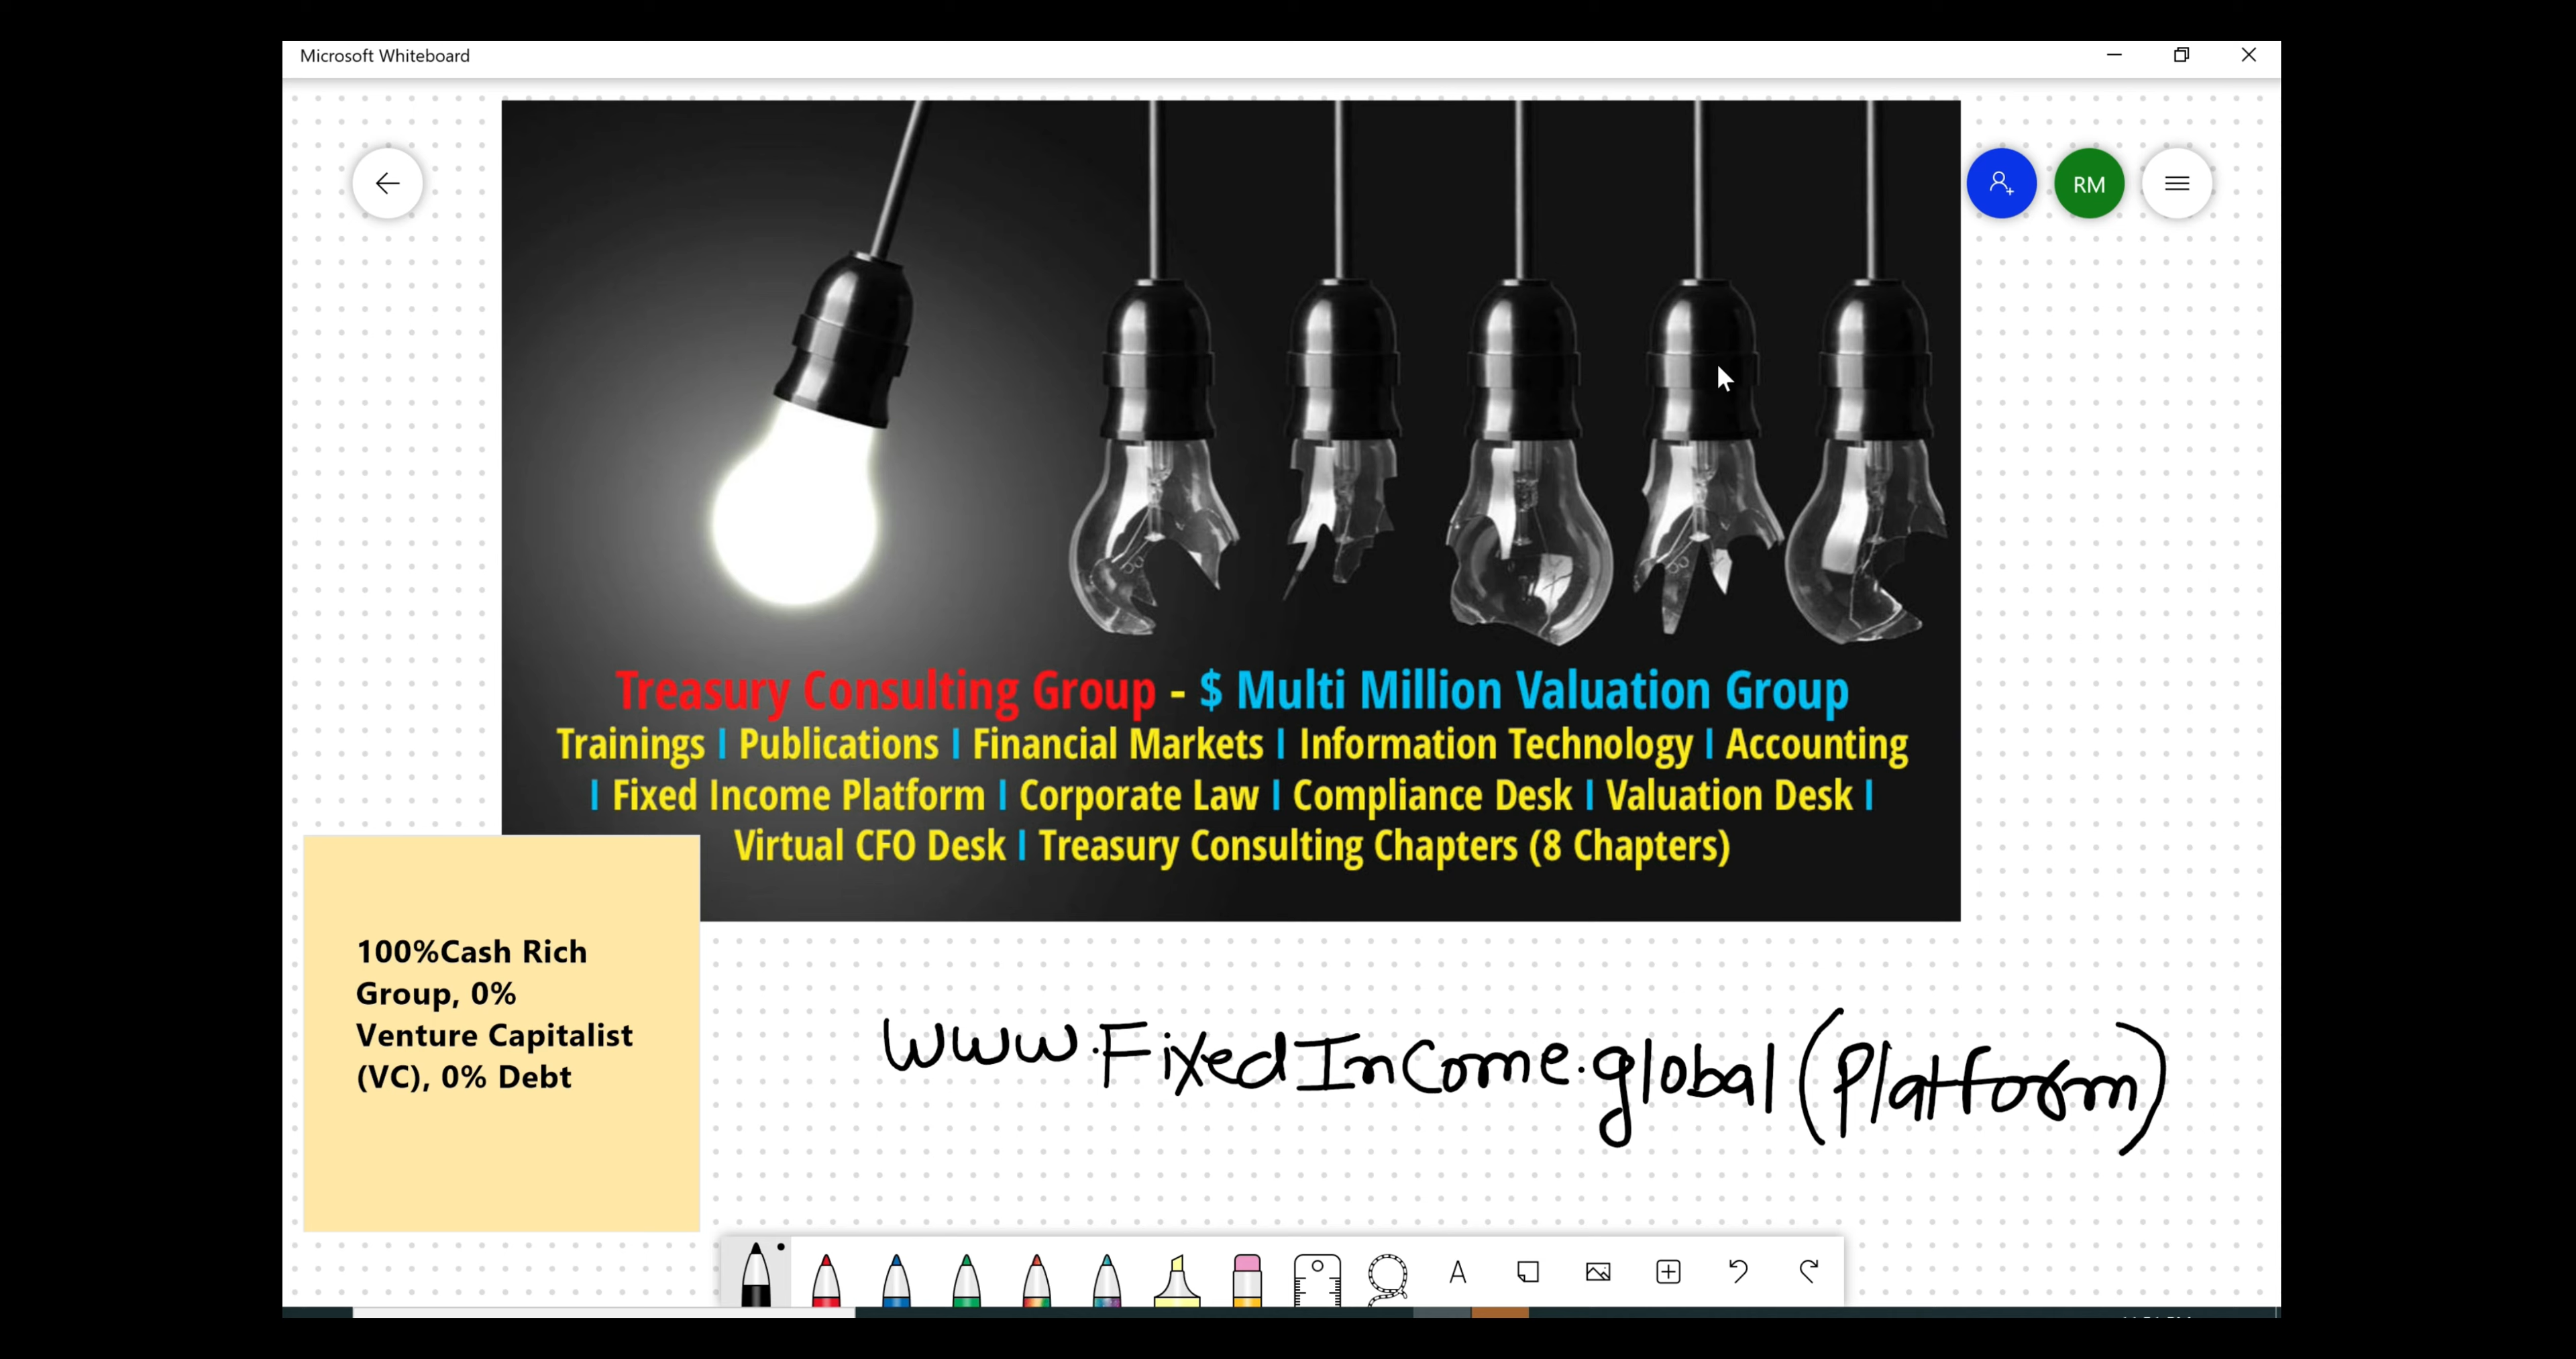 Microsoft Whiteboard
RM
Treasury Consulting Group - $ Multi Million Valuation Group
Trainings | Publications | Financial Markets | Information Technology | Accounting
| Fixed Income Platform | Corporate Law | Compliance Desk | Valuation Desk |
Virtual CFO Desk | Treasury Consulting Chapters (8 Chapters)
100%Cash Rich
Group, 0%
Venture Capitalist
(VC), 0% Debt
www.FixedInCome.global (Platform)
A